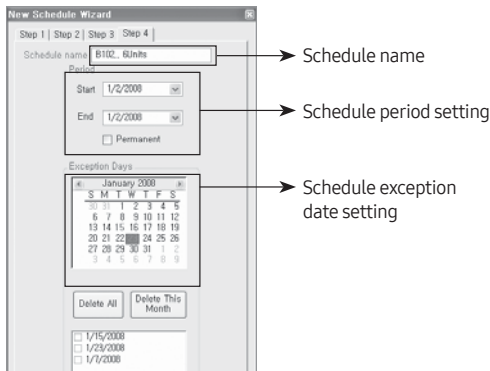 New Schedule Wizard
Step 1 | Step 2 | Step 3 Step 4 |
Schedule name B102,, 6Units
Schedule name
Period
Start 1/2/2008
End 1/2/2008
Schedule period setting
Permanent
Exception Days
January 2008
S M T W T F S
30 31 1 2 3 4 5
6 7 8 9 10 11 12
13 14 15 16 17 18 19
20 21 22 24 25 26
27 28 29 30 31 1 2
3 4 5 6 7 8 9
Schedule exception
date setting
Delete All
Delete This
Month
1/15/2008
1/23/2008
1/7/2008